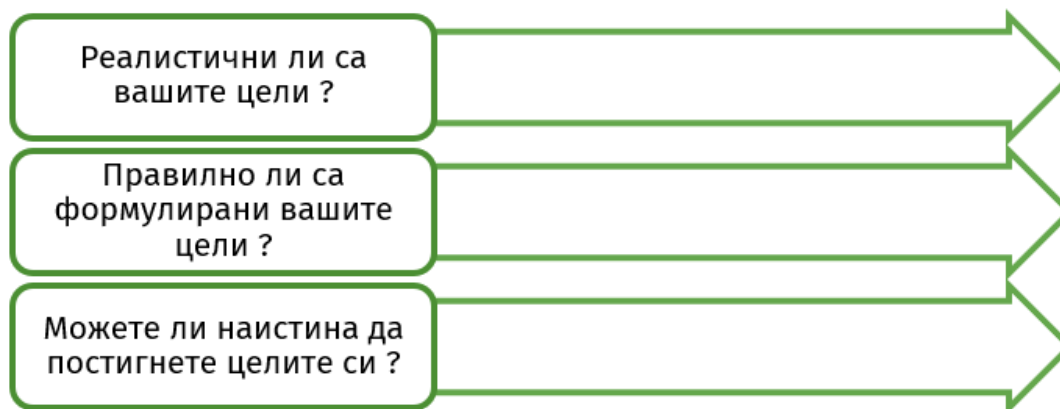 Реалистични ли са
вашите цели ?
Правилно ли са
формулирани вашите
цели ?
Можете ли наистина да
постигнете целите си ?